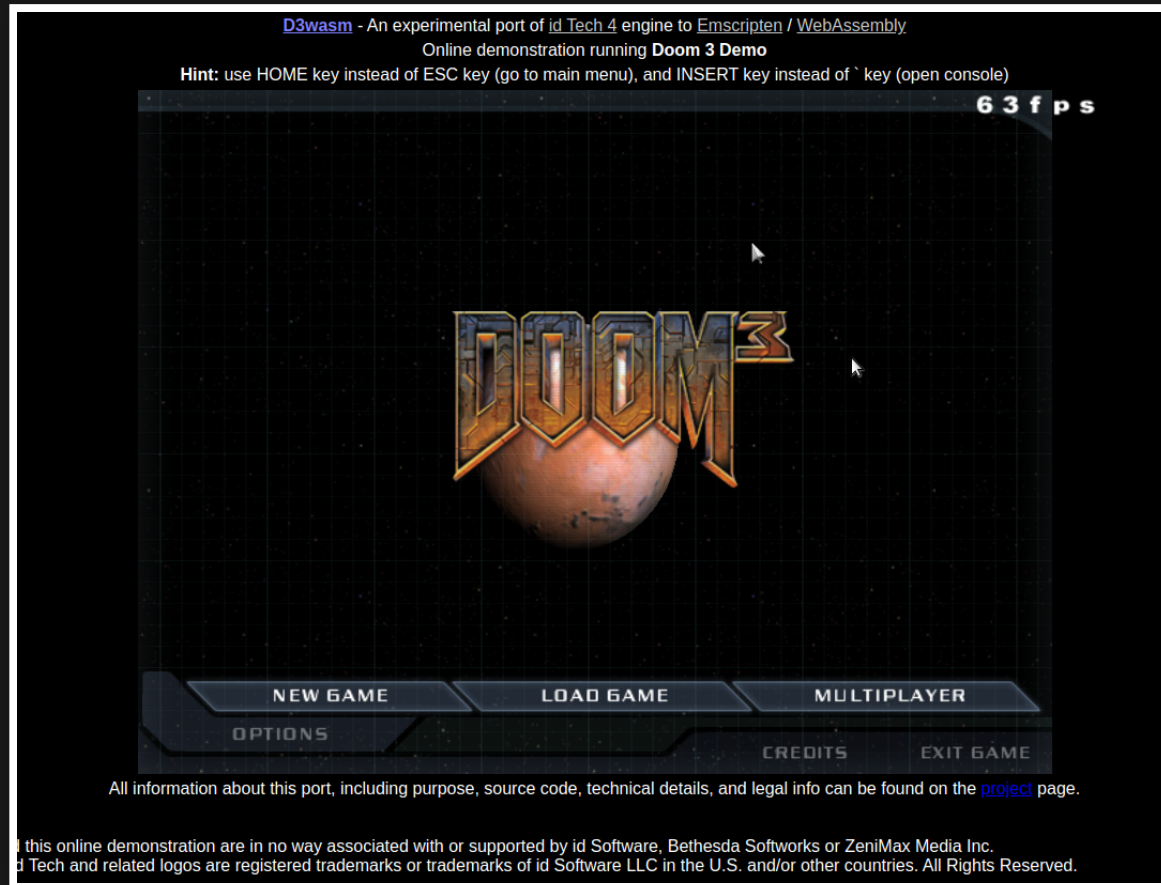 D3wasm - An experimental port of id Tech 4 engine to Emscripten / WebAssembly
Online demonstration running Doom 3 Demo
Hint: use HOME key instead of ESC key (go to main menu), and INSERT key instead of ` key (open console)
63fps
DOOM 3
NEW GAME LOAD GAME MULTIPLAYER
OPTIONS
CREDITS EXIT GAME
All information about this port, including purpose, source code, technical details, and legal info can be found on the project page.
this online demonstration are in no way associated with or supported by id Software, Bethesda Softworks or ZeniMax Media Inc.
d Tech and related logos are registered trademarks or trademarks of id Software LLC in the U.S. and/or other countries. All Rights Reserved.